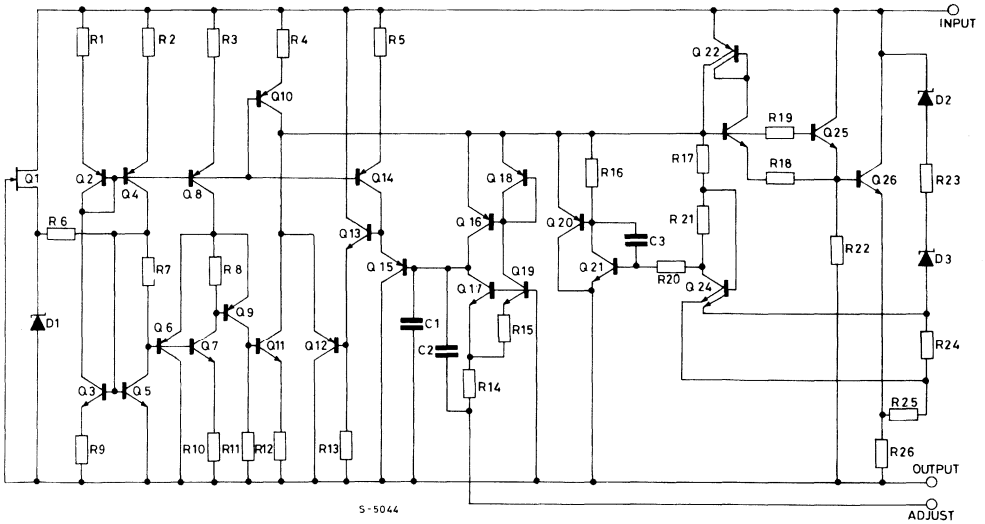 INPUT
R1 R2 R3 R4 R5
Q22
Q10
D2
R19 Q25
R17 R18
Q1 Q2 Q4 Q8 Q14 Q18 R16 Q26 R23
R6 Q13 Q16 Q20 C3 R21
R7 R8 Q15 Q19 Q21 R20 Q24 R22 D3
Q17
D1 Q6 Q7 Q9 Q11 Q12 C1 C2 R15 R24
Q3 Q5 R14
R25
R9 R10 R11 R12 R13 R26
OUTPUT
S-5044
ADJUST